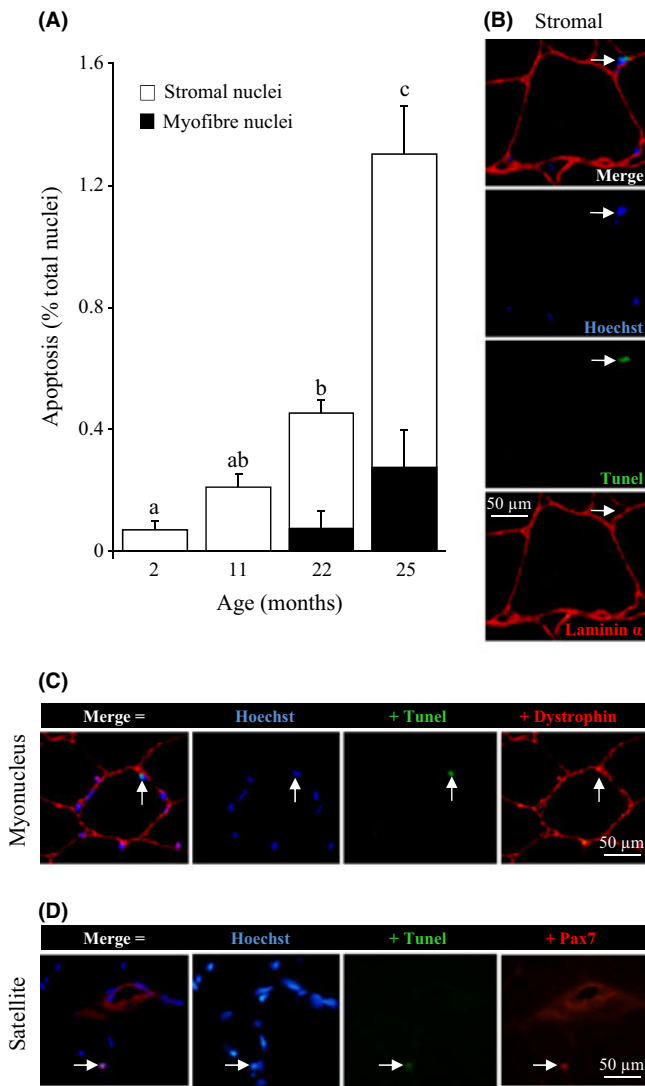 (A)
Apoptosis (% total nuclei)
1.6
1.2
0.8
0.4
0
Stromal nuclei
Myofibre nuclei
a
ab
b
c
2 11 22 25
Age (months)
(B) Stromal
Merge
Hoechst
Tunel
50 µm
Laminin α
(C)
Merge = Hoechst + Tunel + Dystrophin
Myonucleus
50 µm
(D)
Merge = Hoechst + Tunel + Pax7
Satellite
50 µm